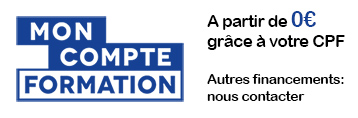 MON
COMPTE
FORMATION
A partir de 0€
grâce à votre CPF
Autres financements:
nous contacter